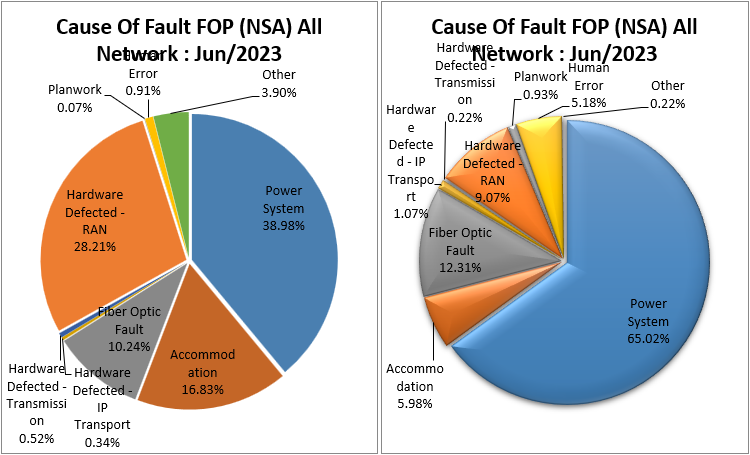 Cause Of Fault FOP (NSA) All
Network : Jun/2023
Human
Error
0.91%
Planwork
0.07%
Other
3.90%
Hardware
Defected -
RAN
28.21%
Power
System
38.98%
Fiber Optic
Fault
10.24%
Accommod
ation
16.83%
Hardware
Defected -
Transmissi
on
0.52%
Hardware
Defected -
IP
Transport
0.34%
Cause Of Fault FOP (NSA) All
Network : Jun/2023
Hardware
Defected -
Transmissi
on
0.22%
Planwork
0.93%
Human
Error
5.18%
Other
0.22%
Hardwar
e
Defecte
d - IP
Transpo
rt
1.07%
Hardware
Defected -
RAN
9.07%
Fiber Optic
Fault
12.31%
Power
System
65.02%
Accommo
dation
5.98%